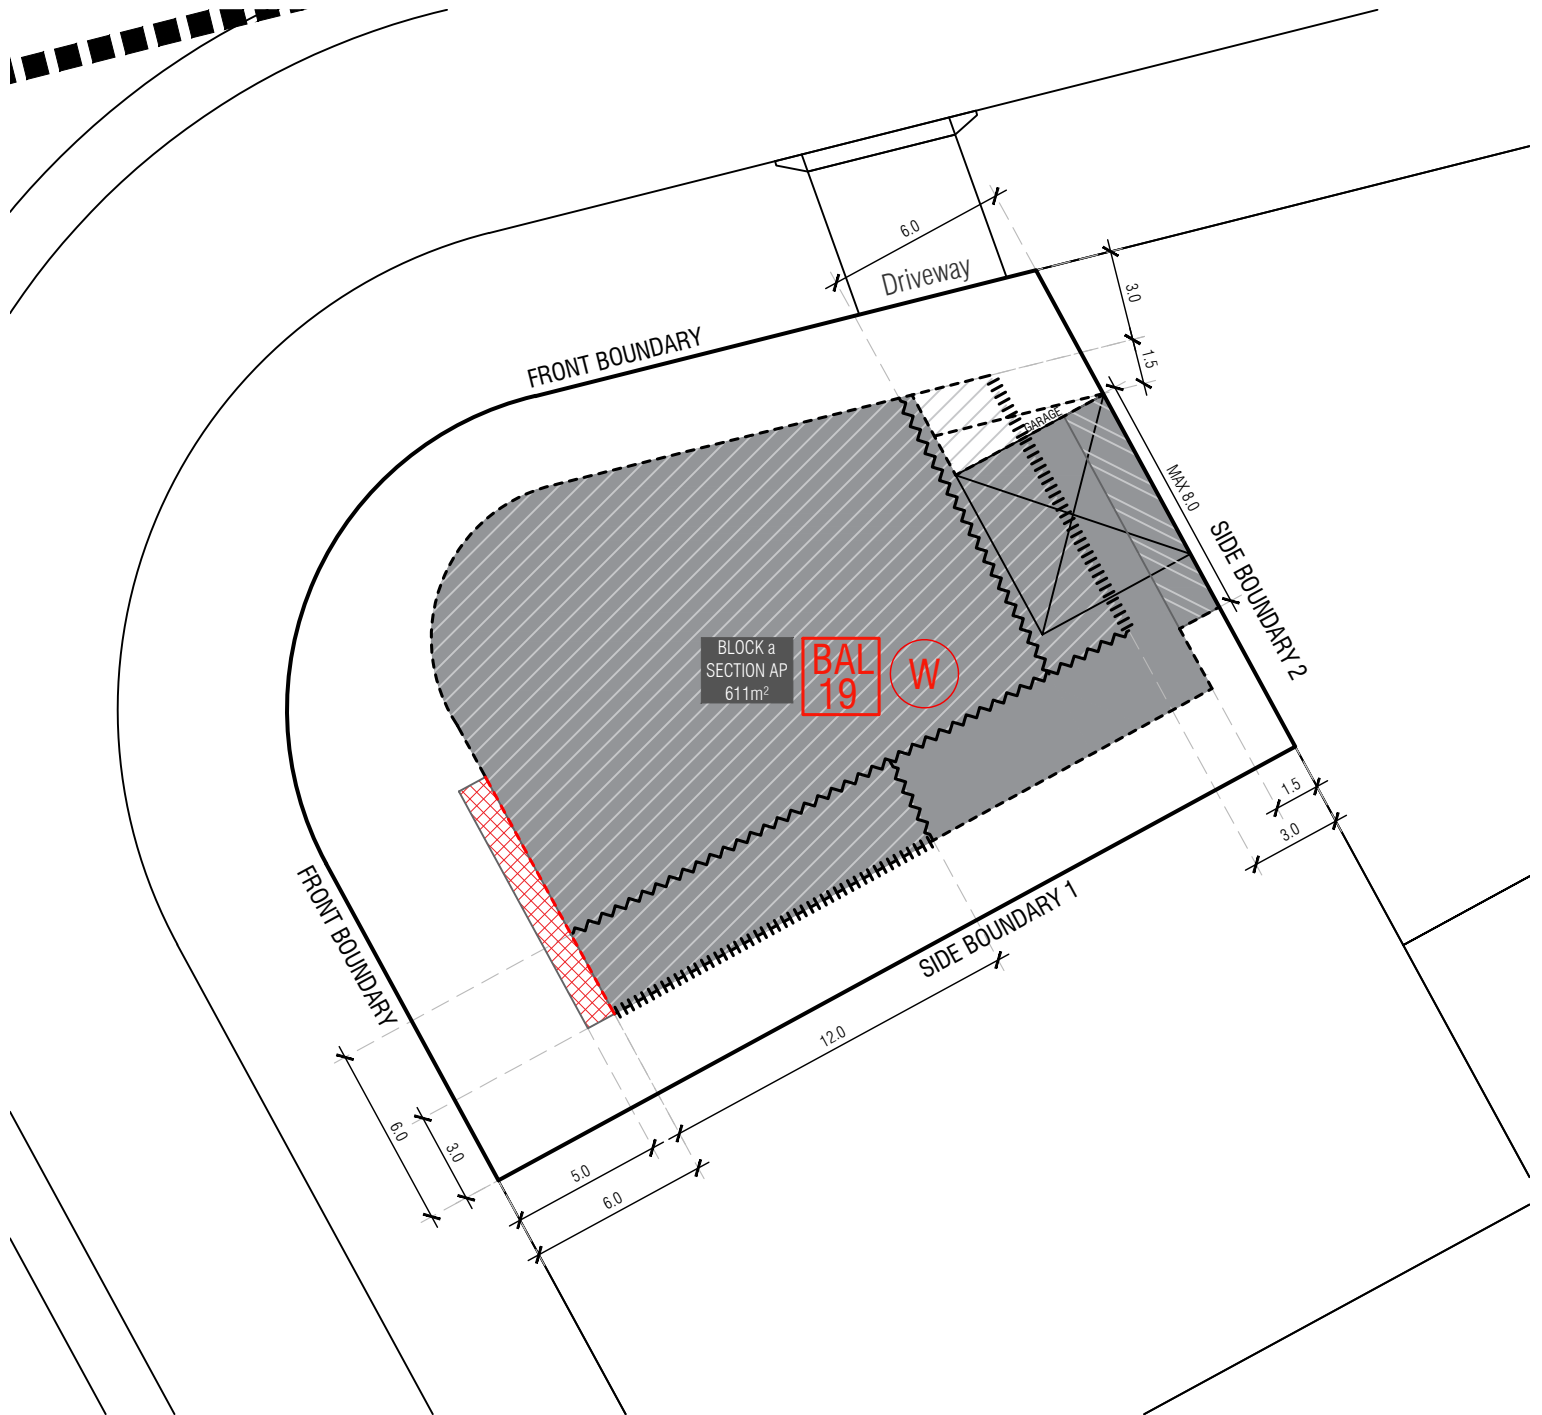 6.0
Driveway
3.0
FRONT BOUNDARY
1.5
GARAGE
MAX 8.0
SIDE BOUNDARY 2
BLOCK a
SECTION AP
611m²
BAL
19
W
1.5
3.0
FRONT BOUNDARY
SIDE BOUNDARY 1
12.0
6.0
3.0
5.0
6.0